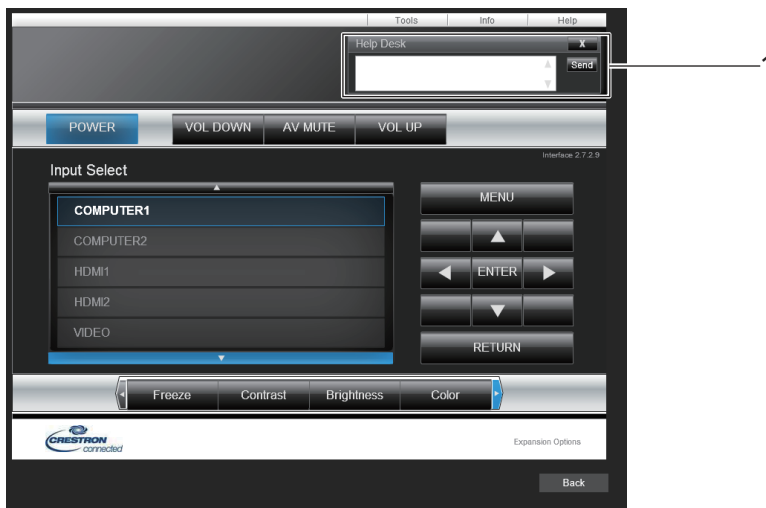 Tools Info Help
Help Desk X
Send
1
POWER VOL DOWN AV MUTE VOL UP
Interface 2.7.2.9
Input Select
MENU
COMPUTER1
COMPUTER2
HDMI1
ENTER
HDMI2
VIDEO
RETURN
Freeze Contrast Brightness Color
CRESTRON
connected
Expansion Options
Back